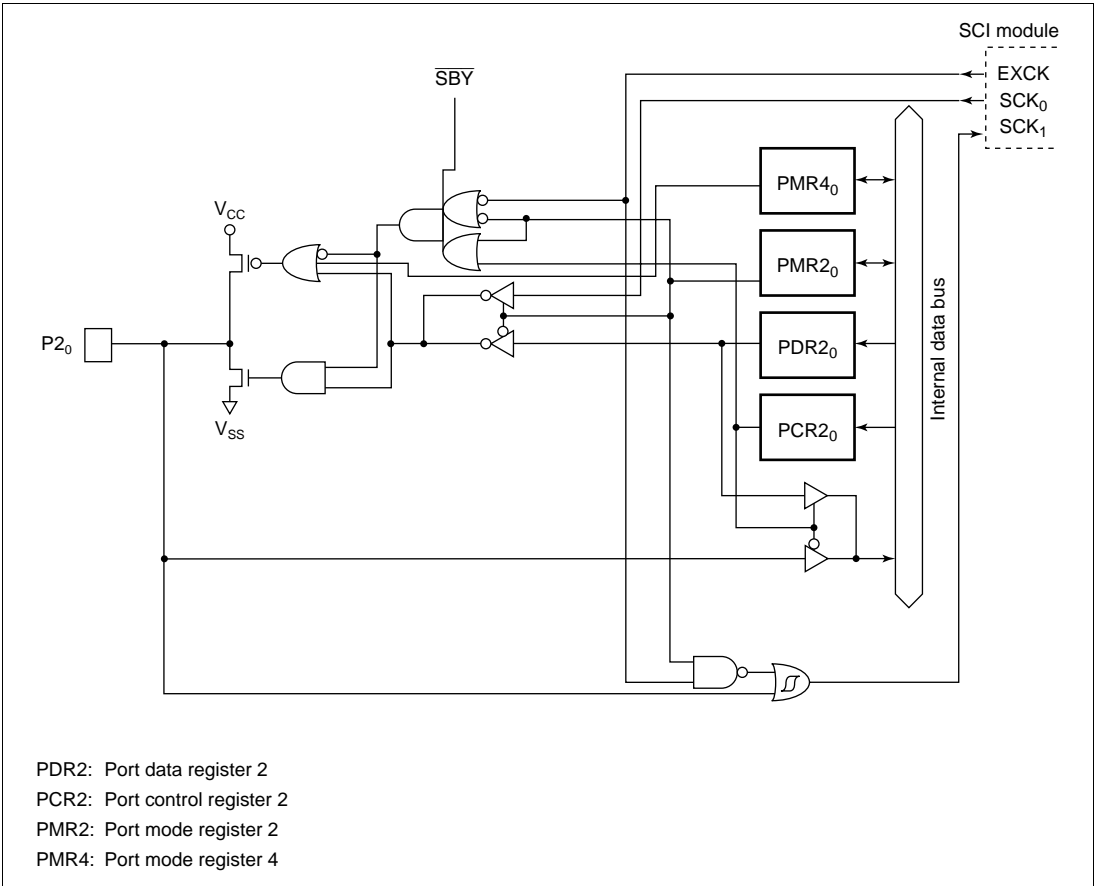 SCI module
EXCK
SCK0
SCK1
SBY
PMR40
VCC
PMR20
P20
PDR20
Internal data bus
VSS
PCR20
PDR2: Port data register 2
PCR2: Port control register 2
PMR2: Port mode register 2
PMR4: Port mode register 4